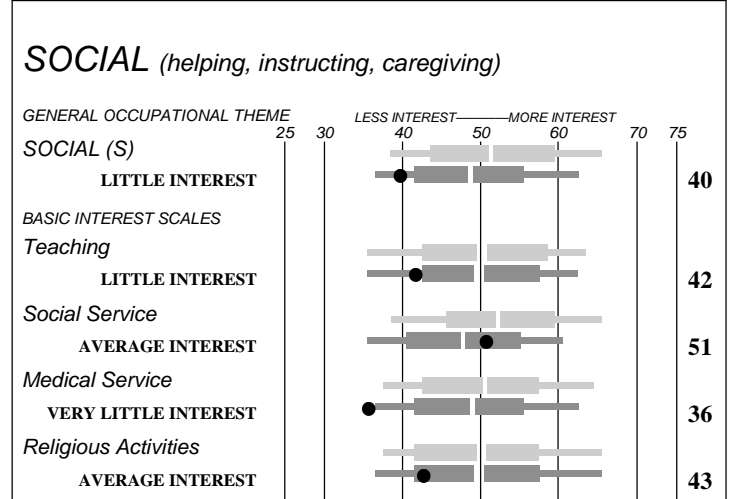 SOCIAL (helping, instructing, caregiving)
GENERAL OCCUPATIONAL THEME LESS INTEREST MORE INTEREST
25 30 40 50 60 70 75
SOCIAL (S)
LITTLE INTEREST 40
BASIC INTEREST SCALES
Teaching
LITTLE INTEREST 42
Social Service
AVERAGE INTEREST 51
Medical Service
VERY LITTLE INTEREST 36
Religious Activities
AVERAGE INTEREST 43